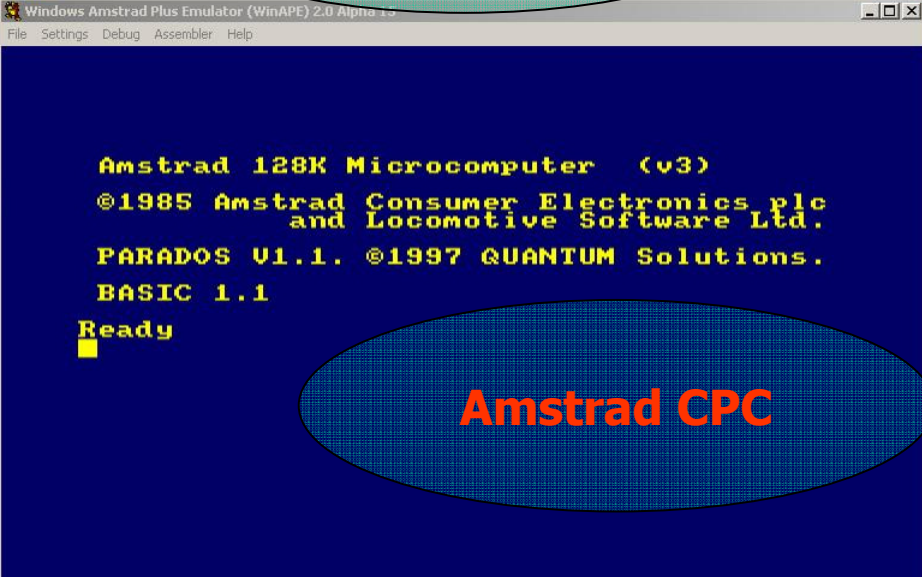 Windows Amstrad Plus Emulator (WinAPE) 2.0 Alpha 15
File Settings Debug Assembler Help
Amstrad 128K Microcomputer (v3)
©1985 Amstrad Consumer Electronics plc
and Locomotive Software Ltd.
PARADOS V1.1. ©1997 QUANTUM Solutions.
BASIC 1.1
Ready
Amstrad CPC